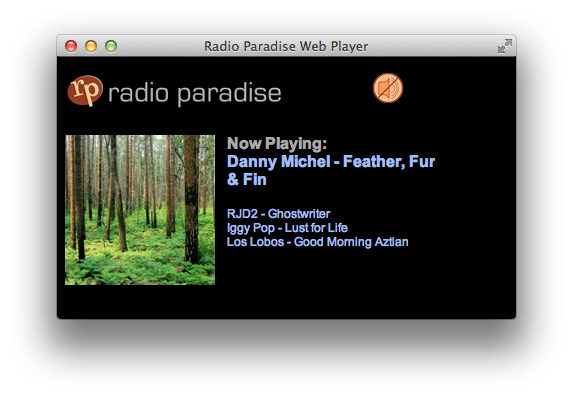 Radio Paradise Web Player
rp radio paradise
Now Playing:
Danny Michel - Feather, Fur
& Fin
RJD2 - Ghostwriter
Iggy Pop - Lust for Life
Los Lobos - Good Morning Aztlan